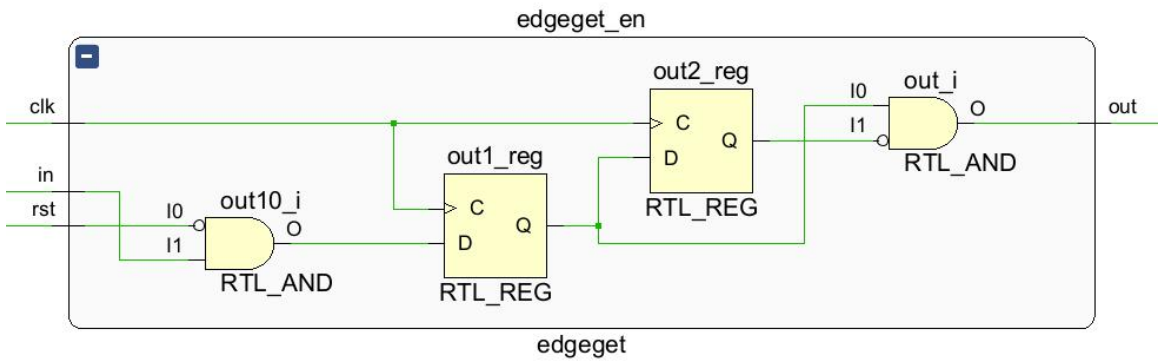 edgeget_en
out2_reg
out_i
clk
C
I0
O
out
D
Q
I1
out1_reg
RTL_AND
in
C
RTL_REG
rst
out10_i
I0
O
D
Q
I1
RTL_AND
RTL_REG
edgeget